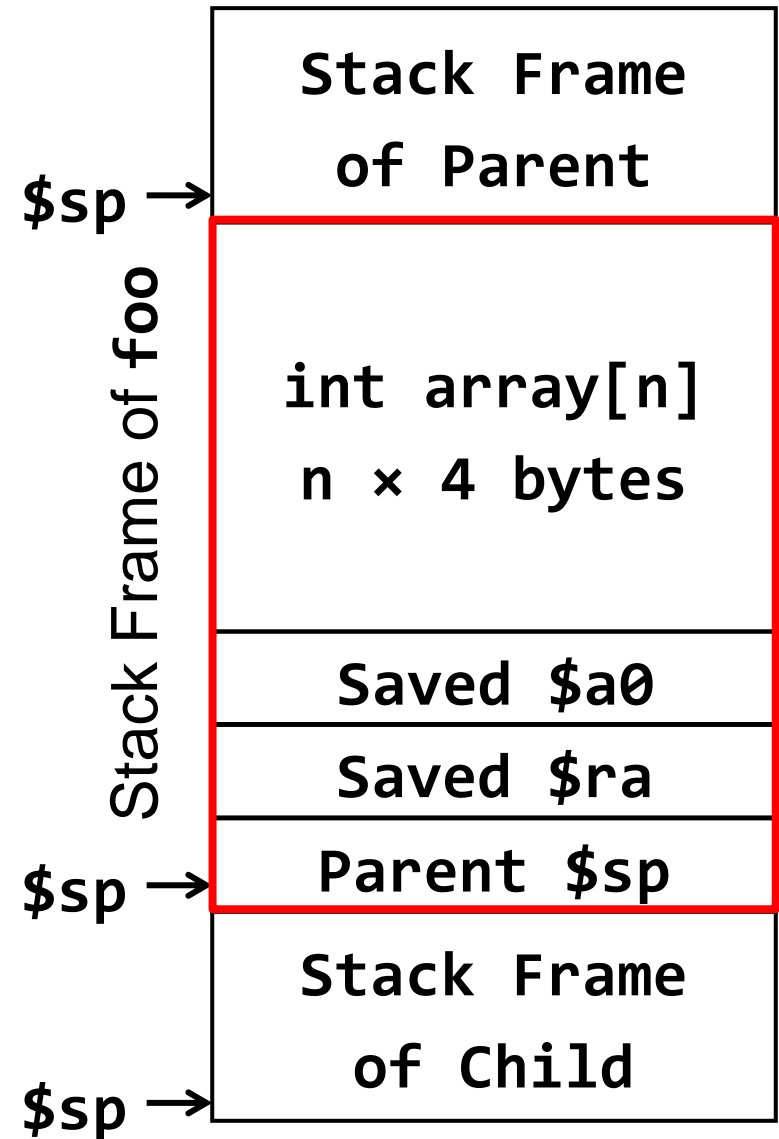 Stack Frame
of Parent
$sp
Stack Frame of foo
int array[n]
n × 4 bytes
Saved $a0
Saved $ra
Parent $sp
$sp
Stack Frame
of Child
$sp